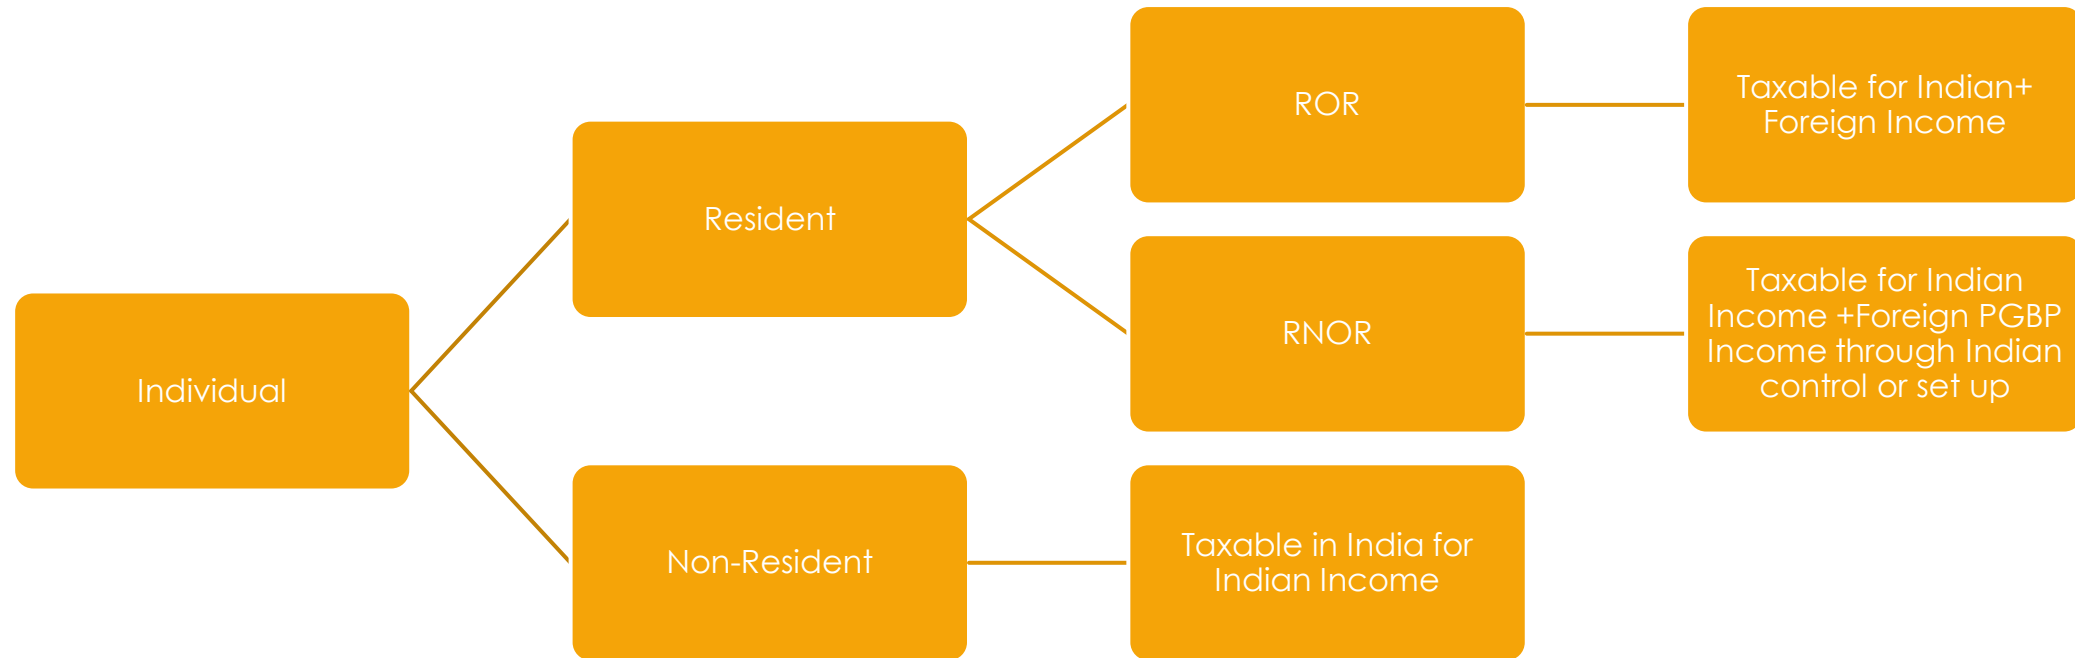 Individual
Resident
ROR
Taxable for Indian+
Foreign Income
RNOR
Taxable for Indian
Income +Foreign PGBP
Income through Indian
control or set up
Non-Resident
Taxable in India for
Indian Income